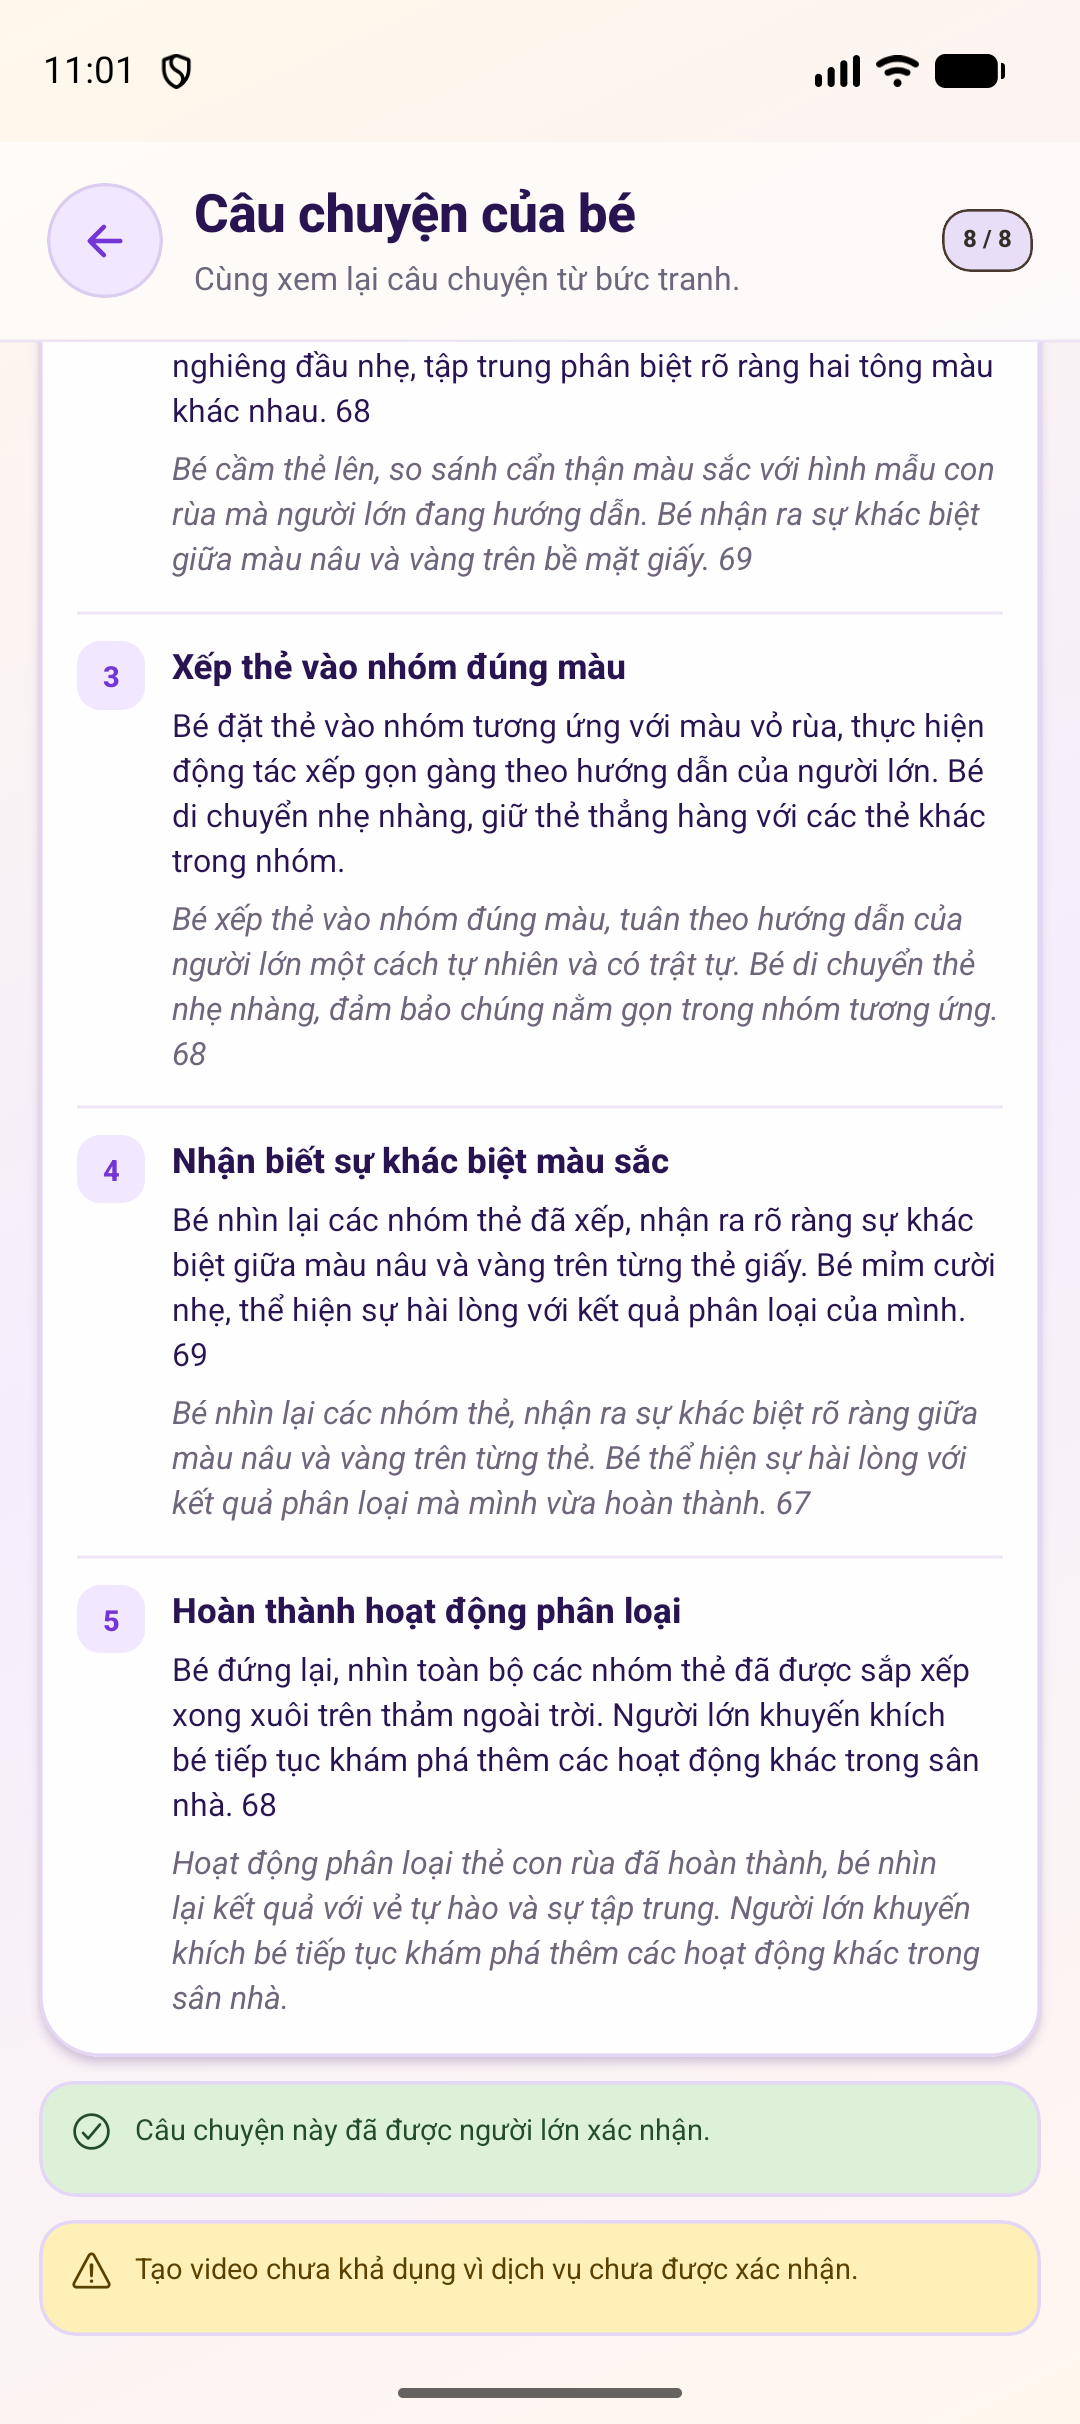 11:01
Câu chuyện của bé
Cùng xem lại câu chuyện từ bức tranh.
8 / 8
nghiêng đầu nhẹ, tập trung phân biệt rõ ràng hai tông màu
khác nhau. 68
Bé cầm thẻ lên, so sánh cẩn thận màu sắc với hình mẫu con
rùa mà người lớn đang hướng dẫn. Bé nhận ra sự khác biệt
giữa màu nâu và vàng trên bề mặt giấy. 69
3
Xếp thẻ vào nhóm đúng màu
Bé đặt thẻ vào nhóm tương ứng với màu vỏ rùa, thực hiện
động tác xếp gọn gàng theo hướng dẫn của người lớn. Bé
di chuyển nhẹ nhàng, giữ thẻ thẳng hàng với các thẻ khác
trong nhóm.
Bé xếp thẻ vào nhóm đúng màu, tuân theo hướng dẫn của
người lớn một cách tự nhiên và có trật tự. Bé di chuyển thẻ
nhẹ nhàng, đảm bảo chúng nằm gọn trong nhóm tương ứng.
68
4
Nhận biết sự khác biệt màu sắc
Bé nhìn lại các nhóm thẻ đã xếp, nhận ra rõ ràng sự khác
biệt giữa màu nâu và vàng trên từng thẻ giấy. Bé mỉm cười
nhẹ, thể hiện sự hài lòng với kết quả phân loại của mình.
69
Bé nhìn lại các nhóm thẻ, nhận ra sự khác biệt rõ ràng giữa
màu nâu và vàng trên từng thẻ. Bé thể hiện sự hài lòng với
kết quả phân loại mà mình vừa hoàn thành. 67
5
Hoàn thành hoạt động phân loại
Bé đứng lại, nhìn toàn bộ các nhóm thẻ đã được sắp xếp
xong xuôi trên thảm ngoài trời. Người lớn khuyến khích
bé tiếp tục khám phá thêm các hoạt động khác trong sân
nhà. 68
Hoạt động phân loại thẻ con rùa đã hoàn thành, bé nhìn
lại kết quả với vẻ tự hào và sự tập trung. Người lớn khuyến
khích bé tiếp tục khám phá thêm các hoạt động khác trong
sân nhà.
Câu chuyện này đã được người lớn xác nhận.
Tạo video chưa khả dụng vì dịch vụ chưa được xác nhận.